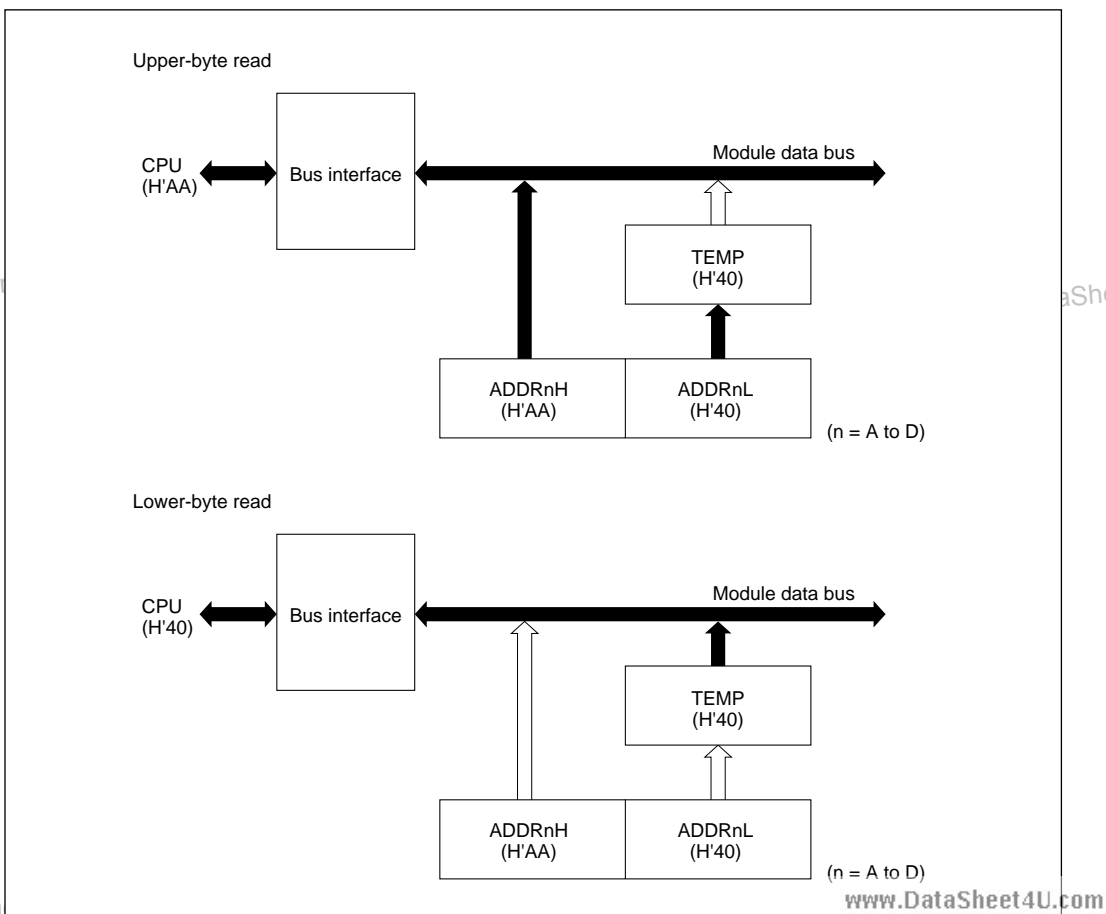 Upper-byte read
CPU
(H'AA)
Bus interface
Module data bus
TEMP
(H'40)
ADDRnH
(H'AA)
ADDRnL
(H'40)
(n = A to D)
Lower-byte read
CPU
(H'40)
Bus interface
Module data bus
TEMP
(H'40)
ADDRnH
(H'AA)
ADDRnL
(H'40)
(n = A to D)
www.DataSheet4U.com